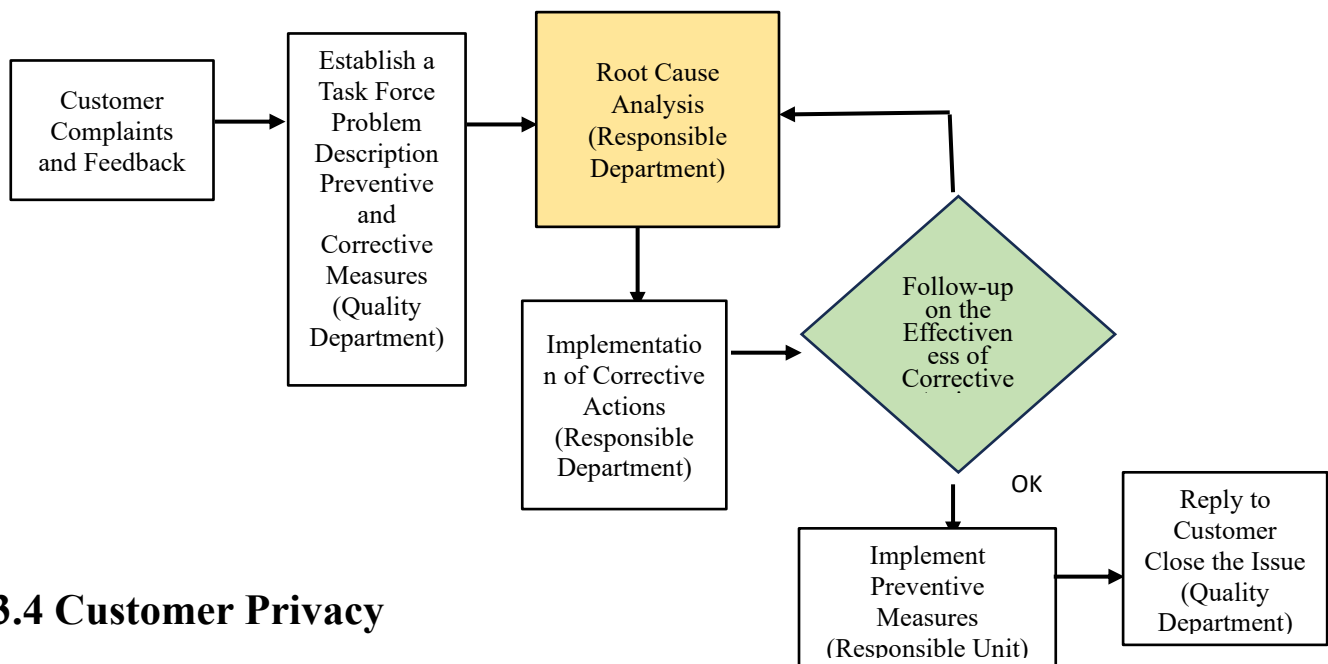 Customer
Complaints
and Feedback
Establish a
Task Force
Problem
Description
Preventive
and
Corrective
Measures
(Quality
Department)
Root Cause
Analysis
(Responsible
Department)
Implementatio
n of Corrective
Actions
(Responsible
Department)
Follow-up
on the
Effectiven
ess of
Corrective
OK
Implement
Preventive
Measures
(Responsible Unit)
Reply to
Customer
Close the Issue
(Quality
Department)
3.4 Customer Privacy